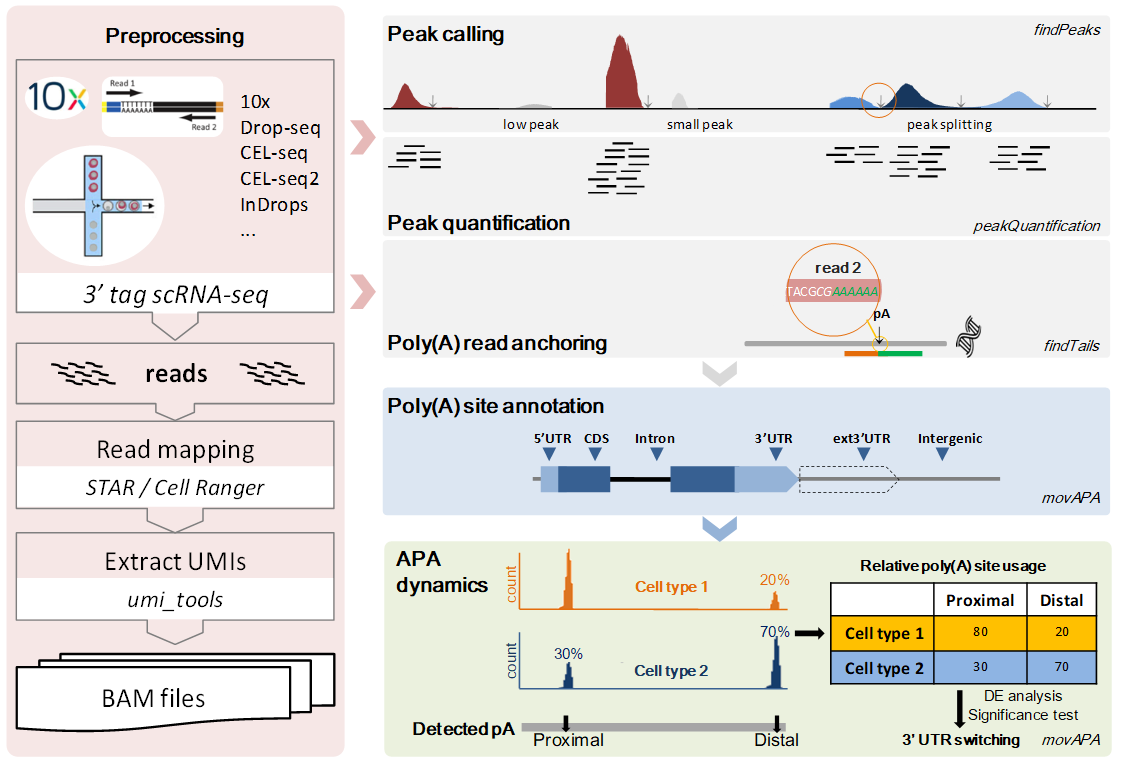 Preprocessing
10x
Read 1
Read 2
10x
Drop-seq
CEL-seq
CEL-seq2
InDrops
...
3' tag scRNA-seq
reads
Read mapping
STAR / Cell Ranger
Extract UMIs
umi_tools
BAM files
Peak calling
findPeaks
low peak
small peak
peak splitting
Peak quantification
peakQuantification
read 2
TACGCGAAAAAA
pA
Poly(A) read anchoring
findTails
Poly(A) site annotation
5'UTR
CDS
Intron
3'UTR
ext3'UTR
Intergenic
movAPA
APA
dynamics
count
Cell type 1
20%
count
30%
Cell type 2
70%
Detected pA
Proximal
Distal
Relative poly(A) site usage
Proximal Distal
Cell type 1 80 20
Cell type 2 30 70
DE analysis
Significance test
3' UTR switching
movAPA